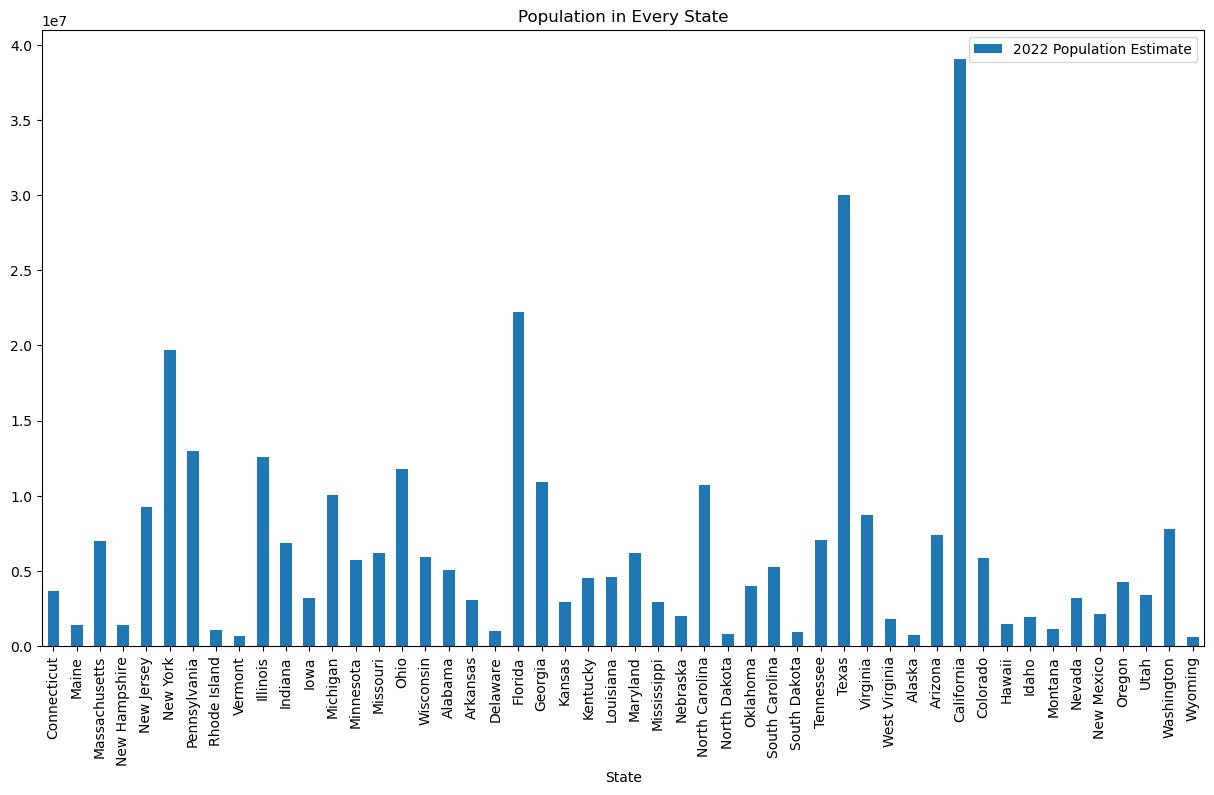 Population in Every State
1e7
2022 Population Estimate
4.0
3.5
3.0
2.5
2.0
1.5
1.0
0.5
0.0
Connecticut
Maine
Massachusetts
New Hampshire
New Jersey
New York
Pennsylvania
Rhode Island
Vermont
Illinois
Indiana
Iowa
Michigan
Minnesota
Missouri
Ohio
Wisconsin
Alabama
Arkansas
Delaware
Florida
Georgia
Kansas
Kentucky
Louisiana
Maryland
Mississippi
Nebraska
North Carolina
North Dakota
Oklahoma
South Carolina
South Dakota
Tennessee
Texas
Virginia
West Virginia
Alaska
Arizona
California
Colorado
Hawaii
Idaho
Montana
Nevada
New Mexico
Oregon
Utah
Washington
Wyoming
State